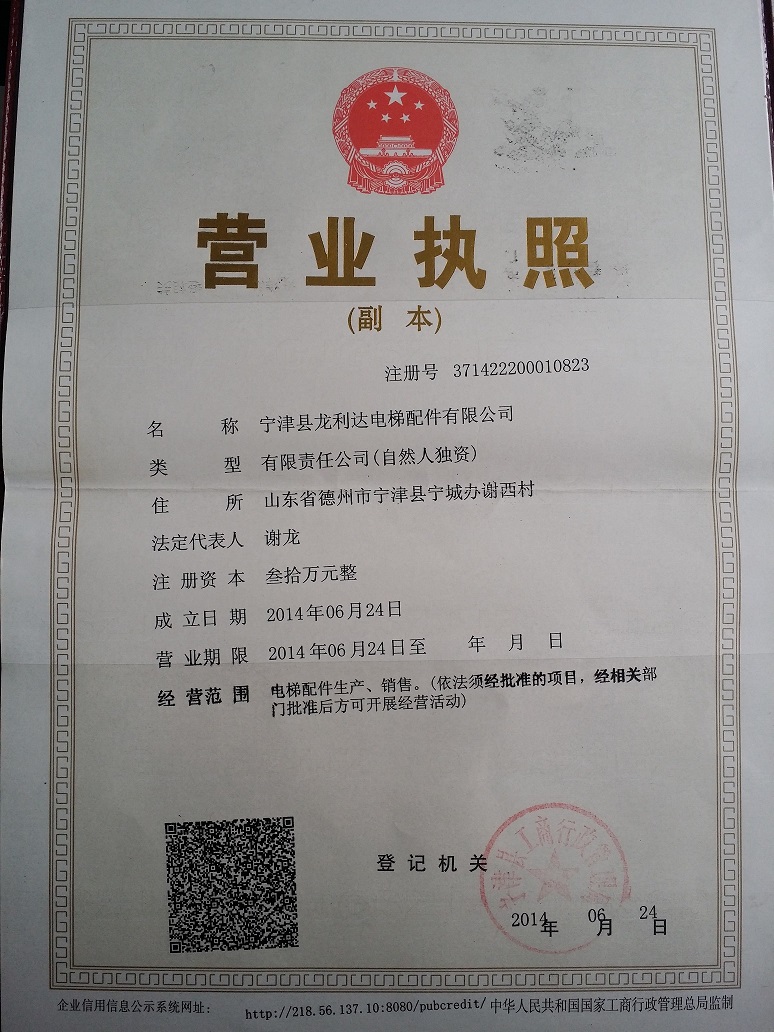 营业执照
(副 本)
注册号 371422200010823
名 称 宁津县龙利达电梯配件有限公司
类 型 有限责任公司(自然人独资)
住 所 山东省德州市宁津县宁城办谢西村
法定代表人 谢龙
注 册 资 本 叁拾万元整
成 立 日 期 2014年06月24日
营 业 期 限 2014年06月24日至 年 月 日
经 营 范 围 电梯配件生产、销售。(依法须经批准的项目，经相关部
门批准后方可开展经营活动)
登 记 机 关
宁津县工商行政管理局
2014年 06月 24日
企业信用信息公示系统网址： http://218.56.137.10:8080/pubcredit/ 中华人民共和国国家工商行政管理总局监制